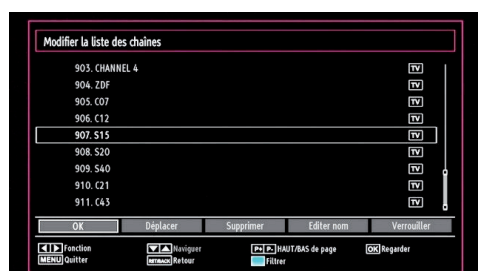 Modifier la liste des chaînes
903. CHANNEL 4 TV
904. ZDF TV
905. C07 TV
906. C12 TV
907. S15 TV
908. S20 TV
909. S40 TV
910. C21 TV
911. C43 TV
OK Déplacer Supprimer Editer nom Verrouiller
Fonction Naviguer P+ P- HAUT/BAS de page OK Regarder
MENU Quitter RETBACK Retour Filtrer